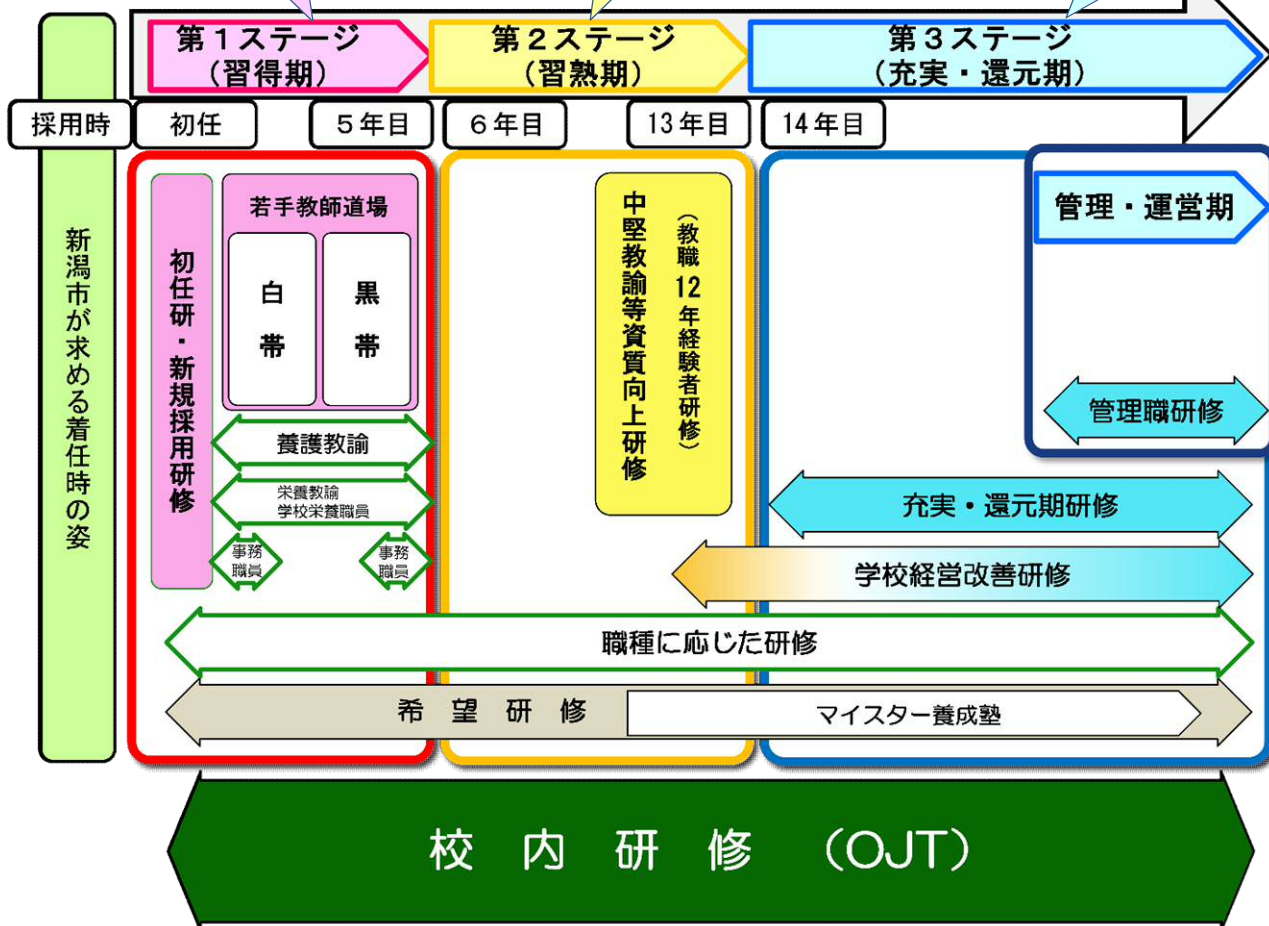 第1ステージ
（習得期）
第2ステージ
（習熟期）
第3ステージ
（充実・還元期）
採用時
初任
5年目
6年目
13年目
14年目
新潟市が求める着任時の姿
初任研・新規採用研修
若手教師道場
白帯
黒帯
養護教諭
栄養教諭
学校栄養職員
事務
職員
事務
職員
中堅教諭等資質向上研修
（教職12年経験者研修）
管理・運営期
管理職研修
充実・還元期研修
学校経営改善研修
職種に応じた研修
希望研修
マイスター養成塾
校内研修（OJT）